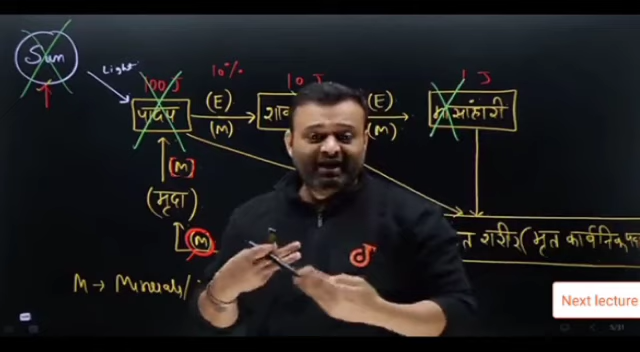 Sun
Light
100 J
10%
10 J
1 J
पादप
(E)
(M)
(E)
(M)
मांसाहारी
[M]
(मृदा)
(M)
शरीर (मृत कार्बनिक
M → Minerals/
Next lecture